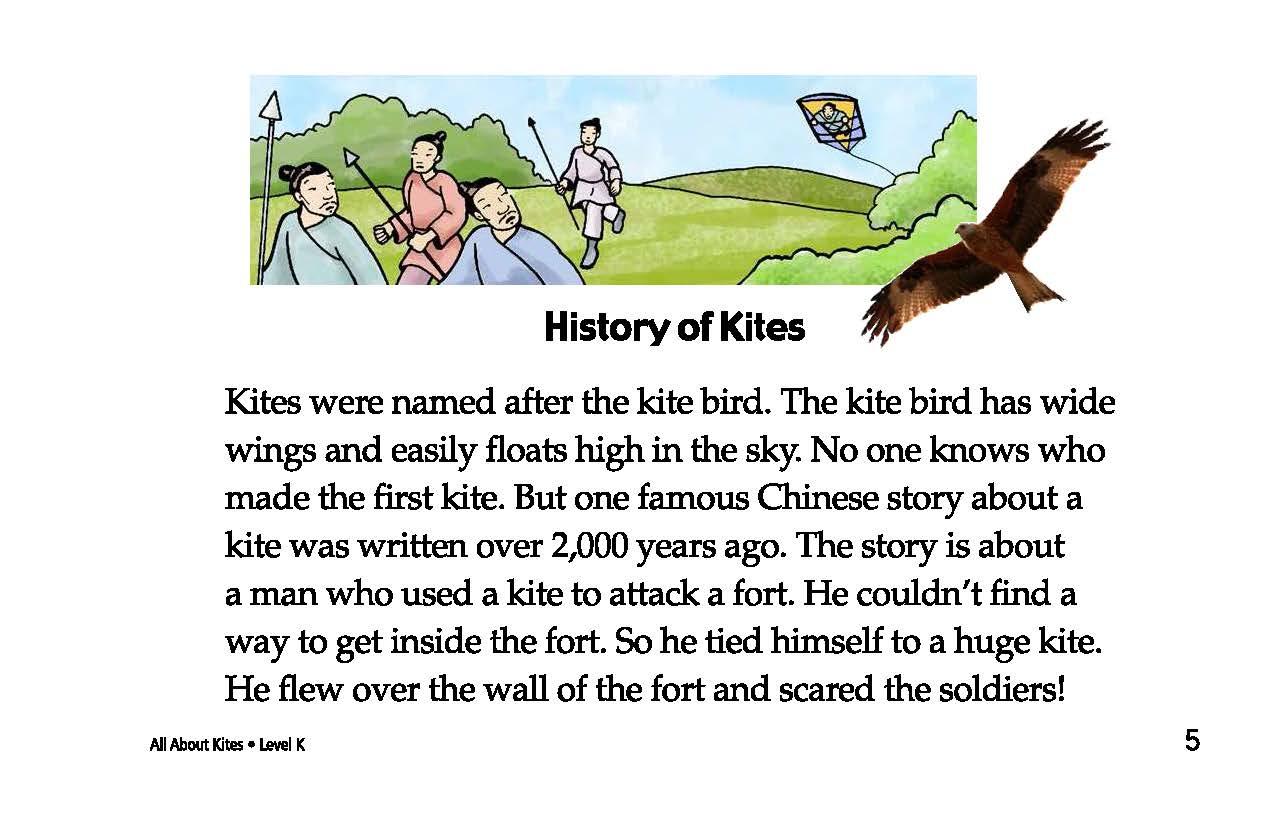 History of Kites
Kites were named after the kite bird. The kite bird has wide
wings and easily floats high in the sky. No one knows who
made the first kite. But one famous Chinese story about a
kite was written over 2,000 years ago. The story is about
a man who used a kite to attack a fort. He couldn’t find a
way to get inside the fort. So he tied himself to a huge kite.
He flew over the wall of the fort and scared the soldiers!
All About Kites • Level K
5